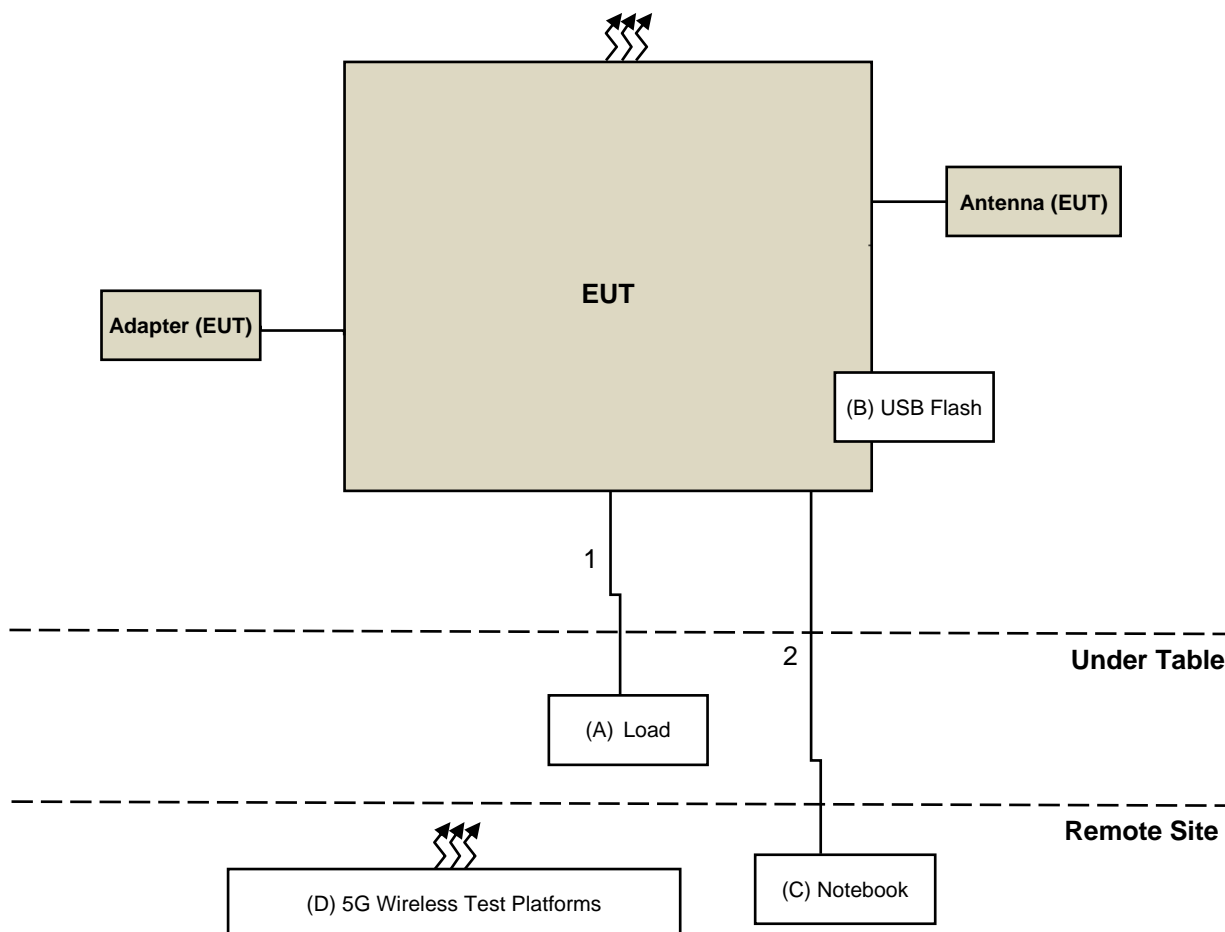 Antenna (EUT)
EUT
Adapter (EUT)
(B) USB Flash
1
2
Under Table
(A) Load
Remote Site
(C) Notebook
(D) 5G Wireless Test Platforms